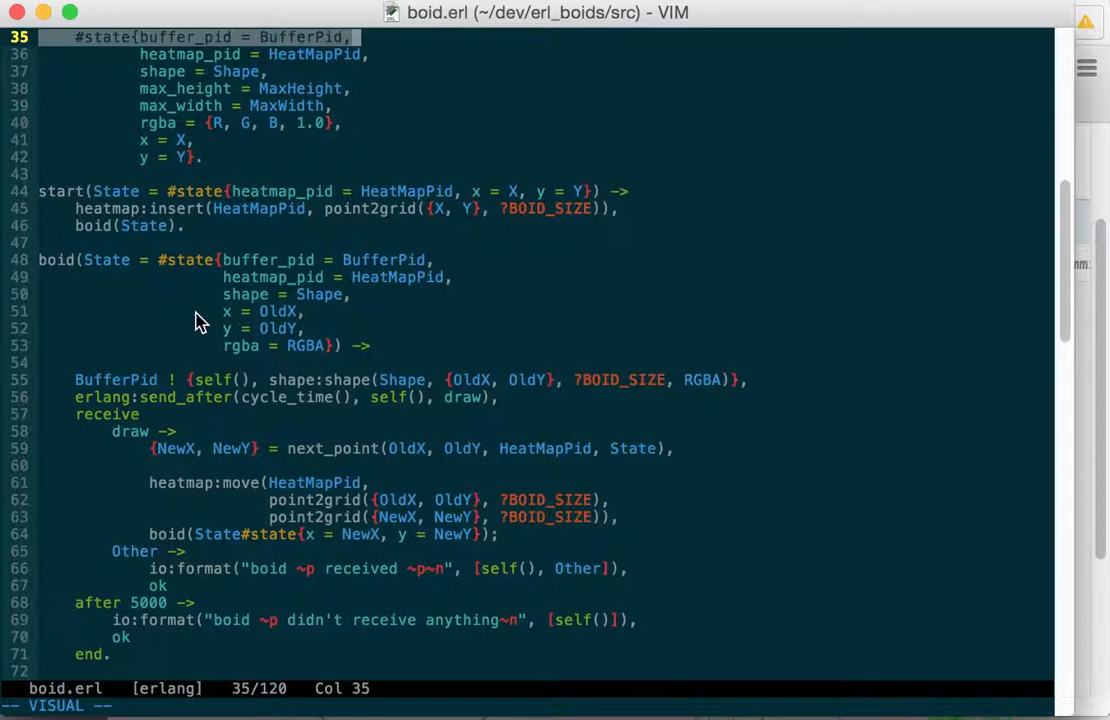 boid.erl (~/dev/erl_boids/src) - VIM
35     #state{buffer_pid = BufferPid,
36            heatmap_pid = HeatMapPid,
37            shape = Shape,
38            max_height = MaxHeight,
39            max_width = MaxWidth,
40            rgba = {R, G, B, 1.0},
41            x = X,
42            y = Y}.
43
44 start(State = #state{heatmap_pid = HeatMapPid, x = X, y = Y}) ->
45     heatmap:insert(HeatMapPid, point2grid({X, Y}, ?BOID_SIZE)),
46     boid(State).
47
48 boid(State = #state{buffer_pid = BufferPid,
49                     heatmap_pid = HeatMapPid,
50                     shape = Shape,
51                     x = OldX,
52                     y = OldY,
53                     rgba = RGBA}) ->
54
55     BufferPid ! {self(), shape:shape(Shape, {OldX, OldY}, ?BOID_SIZE, RGBA)},
56     erlang:send_after(cycle_time(), self(), draw),
57     receive
58         draw ->
59             {NewX, NewY} = next_point(OldX, OldY, HeatMapPid, State),
60
61             heatmap:move(HeatMapPid,
62                          point2grid({OldX, OldY}, ?BOID_SIZE),
63                          point2grid({NewX, NewY}, ?BOID_SIZE)),
64             boid(State#state{x = NewX, y = NewY});
65         Other ->
66             io:format("boid ~p received ~p~n", [self(), Other]),
67             ok
68     after 5000 ->
69         io:format("boid ~p didn't receive anything~n", [self()]),
70         ok
71     end.
72
boid.erl    [erlang]    35/120    Col 35
-- VISUAL --